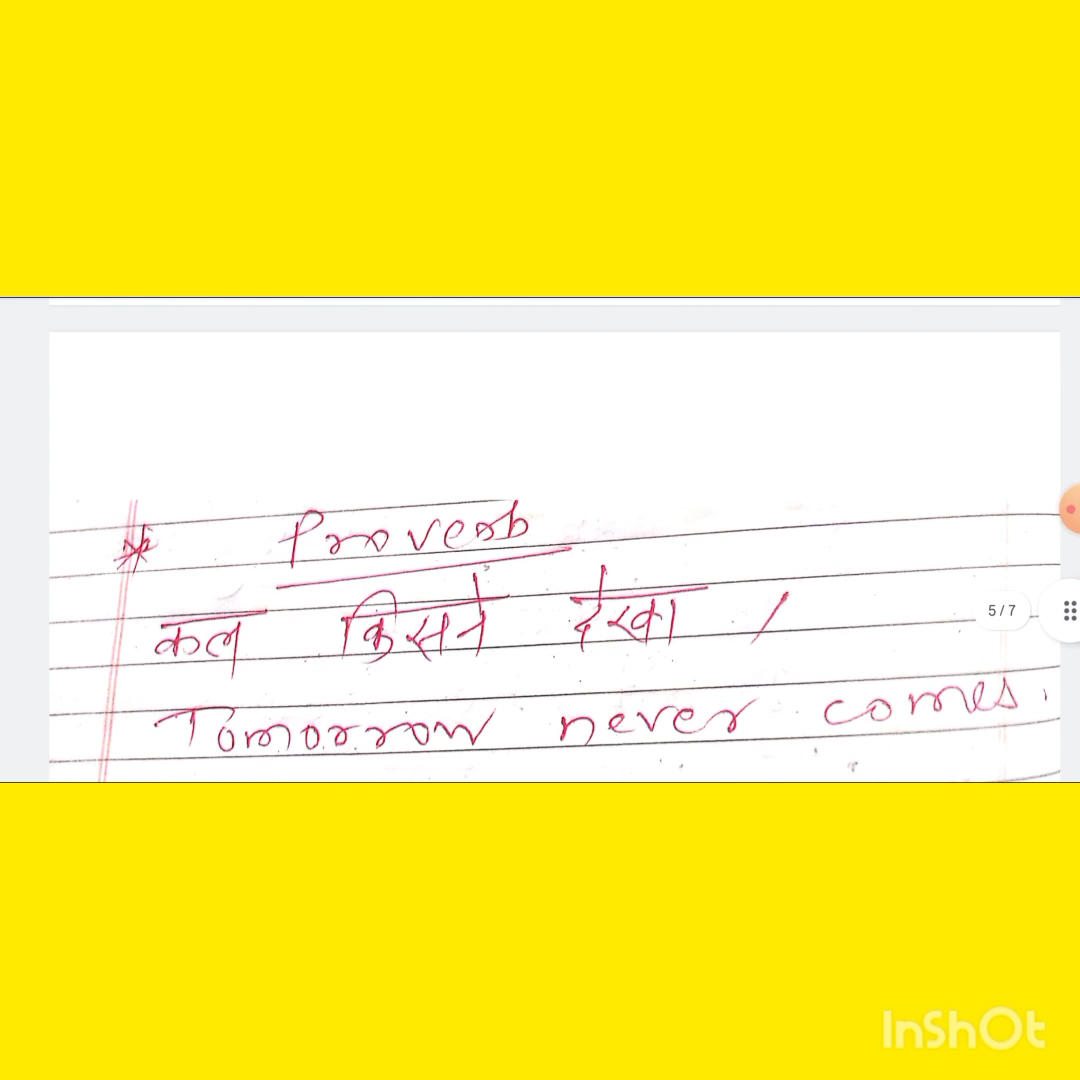 * Proverb
कल किसने देखा /
5/7
Tomorrow never comes.
InShOt